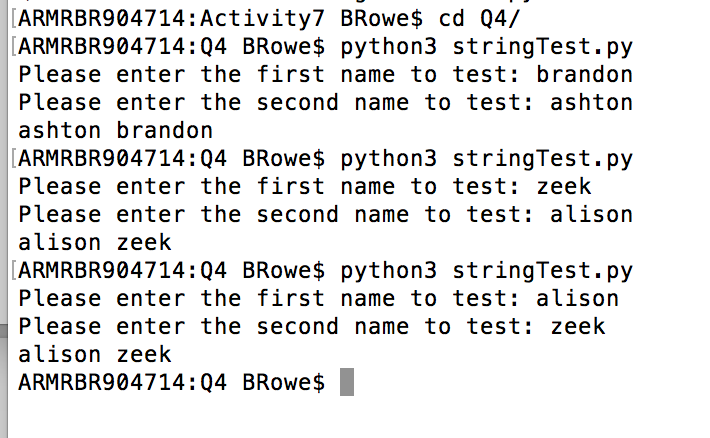 [ARMRBR904714:Activity7 BRowe$ cd Q4/
[ARMRBR904714:Q4 BRowe$ python3 stringTest.py
Please enter the first name to test: brandon
Please enter the second name to test: ashton
ashton brandon
[ARMRBR904714:Q4 BRowe$ python3 stringTest.py
Please enter the first name to test: zeek
Please enter the second name to test: alison
alison zeek
[ARMRBR904714:Q4 BRowe$ python3 stringTest.py
Please enter the first name to test: alison
Please enter the second name to test: zeek
alison zeek
ARMRBR904714:Q4 BRowe$